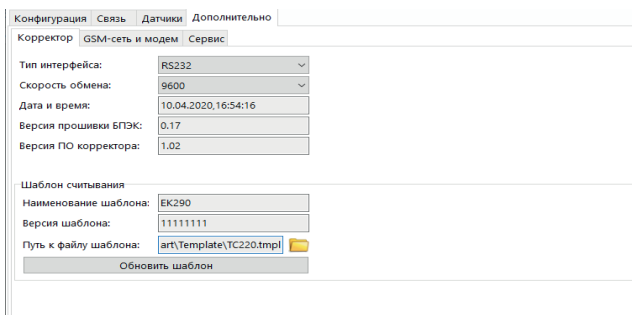 Конфигурация Связь Датчики Дополнительно
Корректор GSM-сеть и модем Сервис
Тип интерфейса: RS232
Скорость обмена: 9600
Дата и время: 10.04.2020,16:54:16
Версия прошивки БПЭК: 0.17
Версия ПО корректора: 1.02
Шаблон считывания
Наименование шаблона: EK290
Версия шаблона: 11111111
Путь к файлу шаблона: art\Template\TC220.tmpl
Обновить шаблон